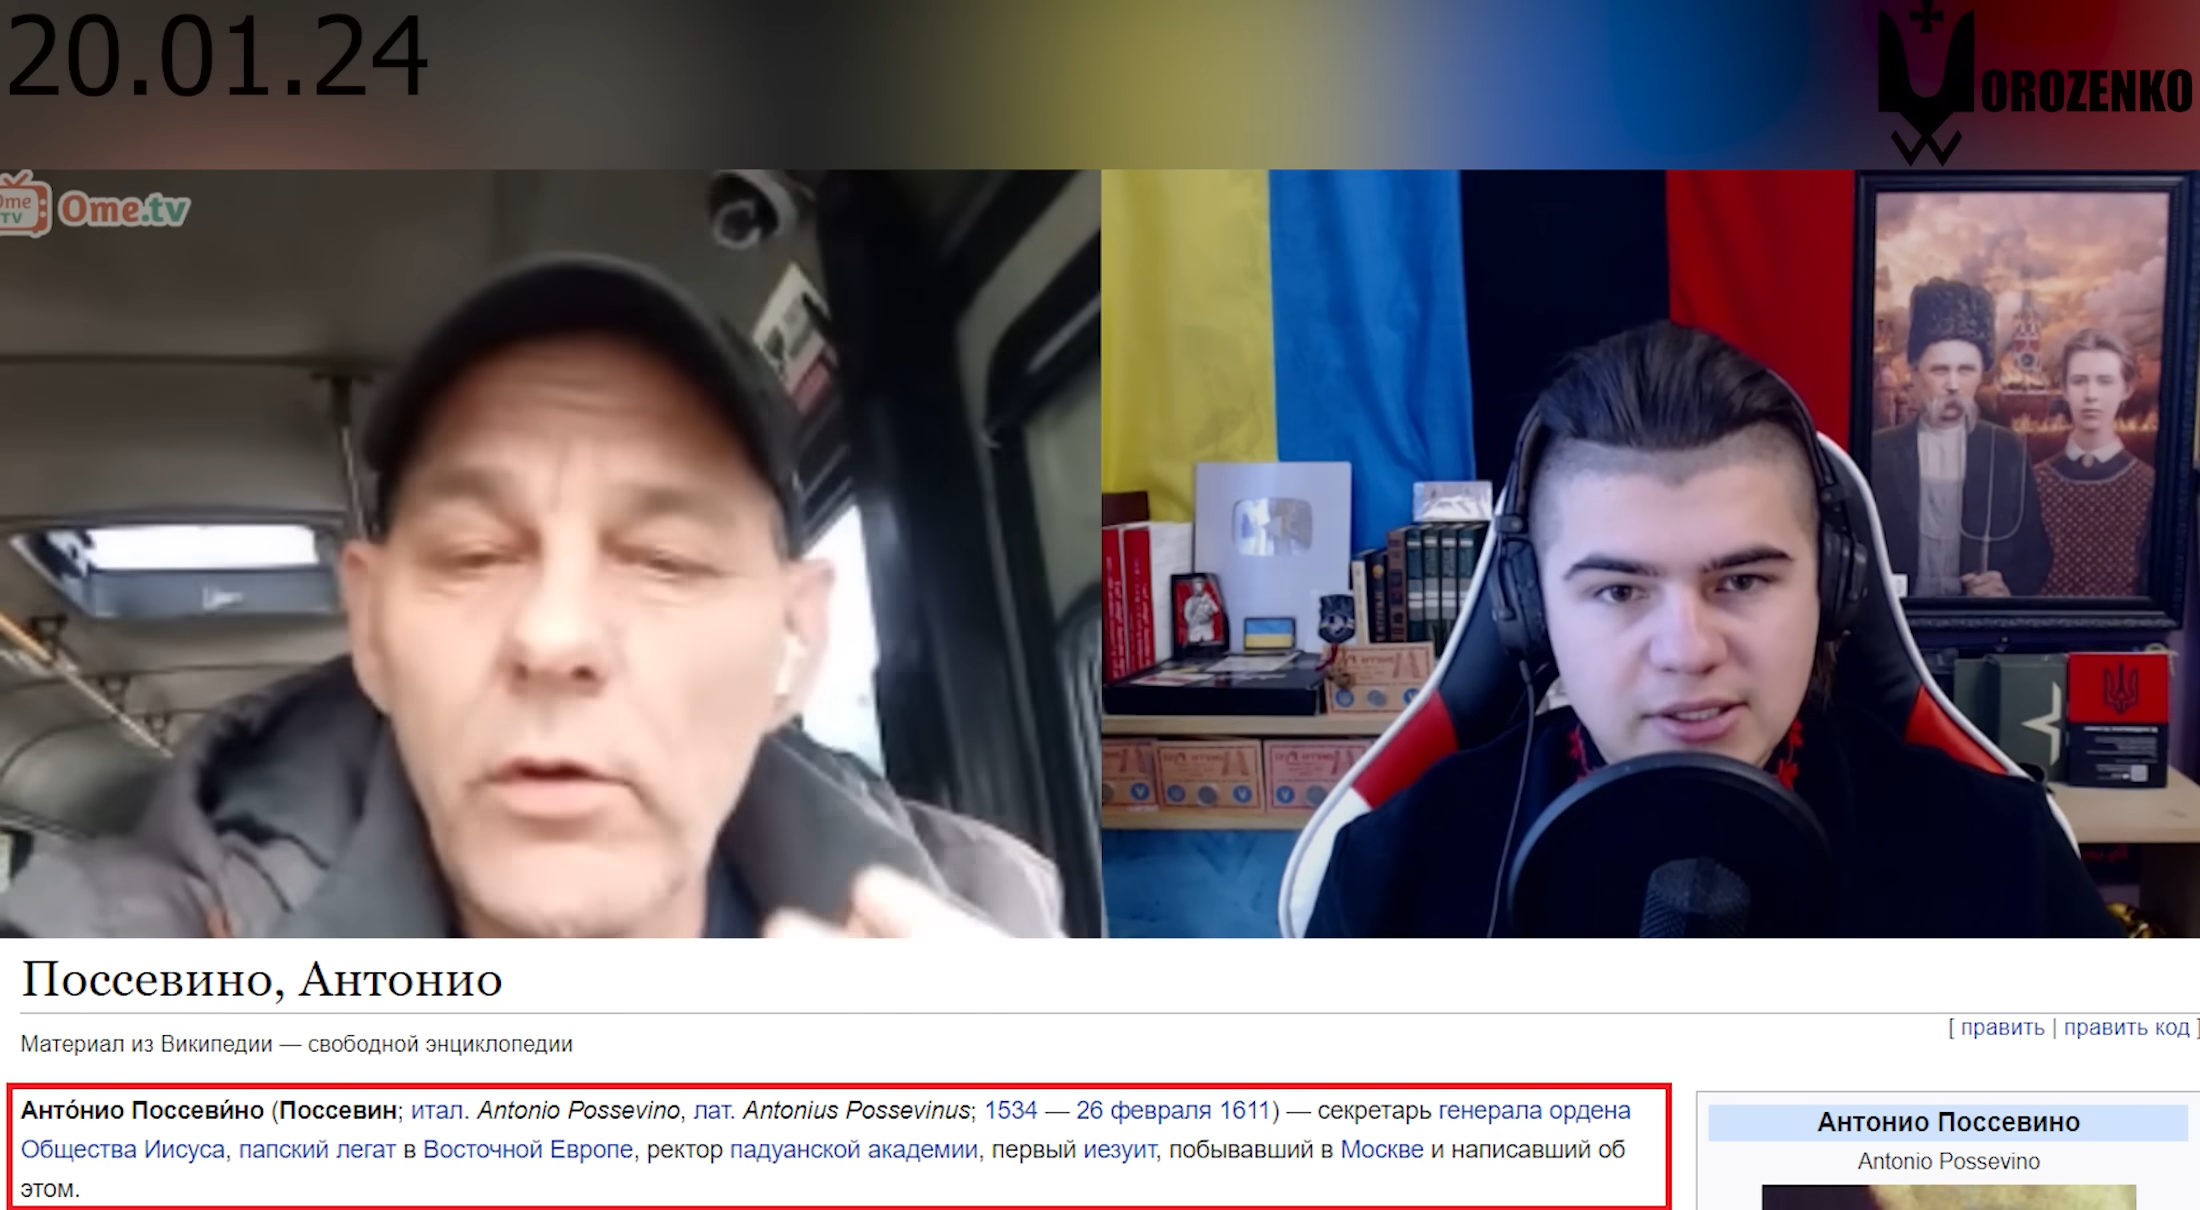 20.01.24
OROZENKO
Ome TV
Ome.tv
Поссевино, Антонио
[ править | править код ]
Материал из Википедии — свободной энциклопедии
Анто́нио Поссеви́но (Поссевин; итал. Antonio Possevino, лат. Antonius Possevinus; 1534 — 26 февраля 1611) — секретарь генерала ордена
Общества Иисуса, папский легат в Восточной Европе, ректор падуанской академии, первый иезуит, побывавший в Москве и написавший об
этом.
Антонио Поссевино
Antonio Possevino